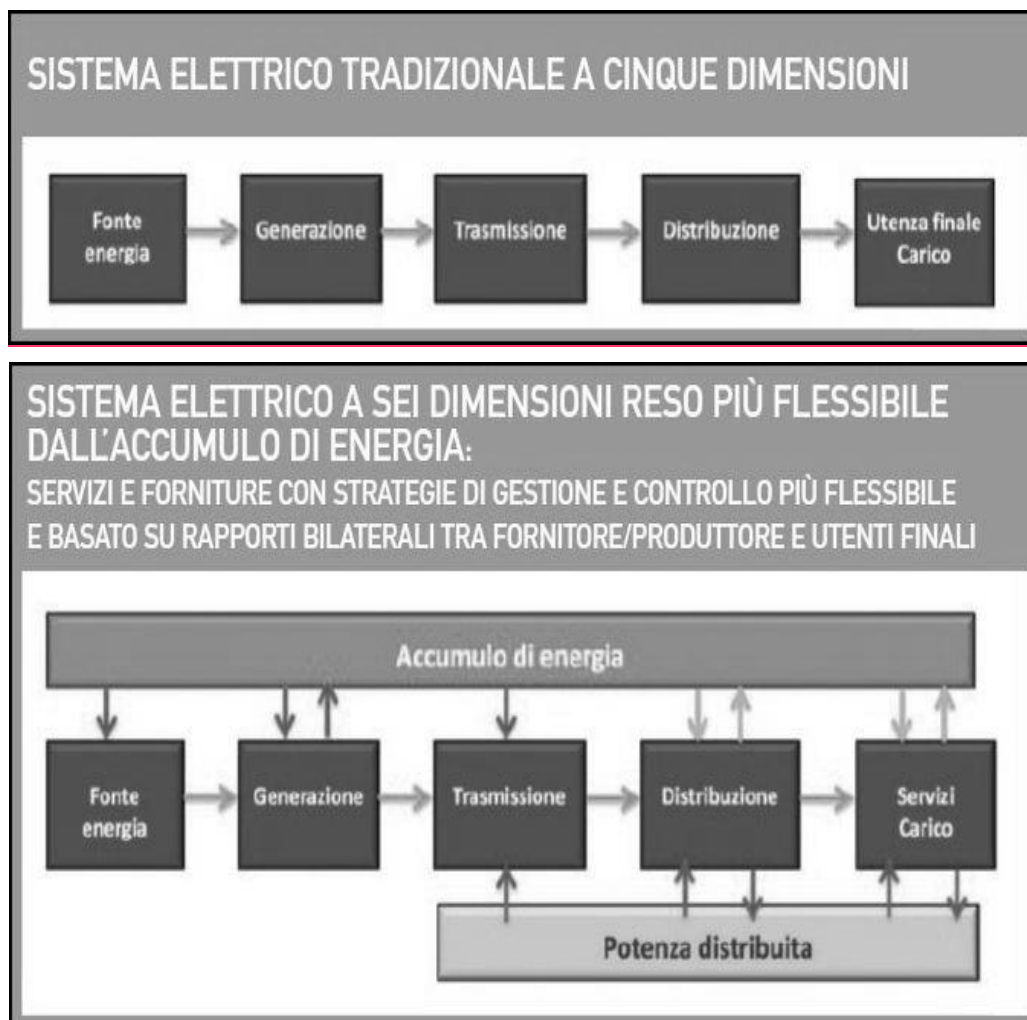 SISTEMA ELETTRICO TRADIZIONALE A CINQUE DIMENSIONI
Fonte
energia
Generazione
Trasmissione
Distribuzione
Utenza finale
Carico
SISTEMA ELETTRICO A SEI DIMENSIONI RESO PIÙ FLESSIBILE
DALL'ACCUMULO DI ENERGIA:
SERVIZI E FORNITURE CON STRATEGIE DI GESTIONE E CONTROLLO PIÙ FLESSIBILE
E BASATO SU RAPPORTI BILATERALI TRA FORNITORE/PRODUTTORE E UTENTI FINALI
Accumulo di energia
Fonte
energia
Generazione
Trasmissione
Distribuzione
Servizi
Carico
Potenza distribuita